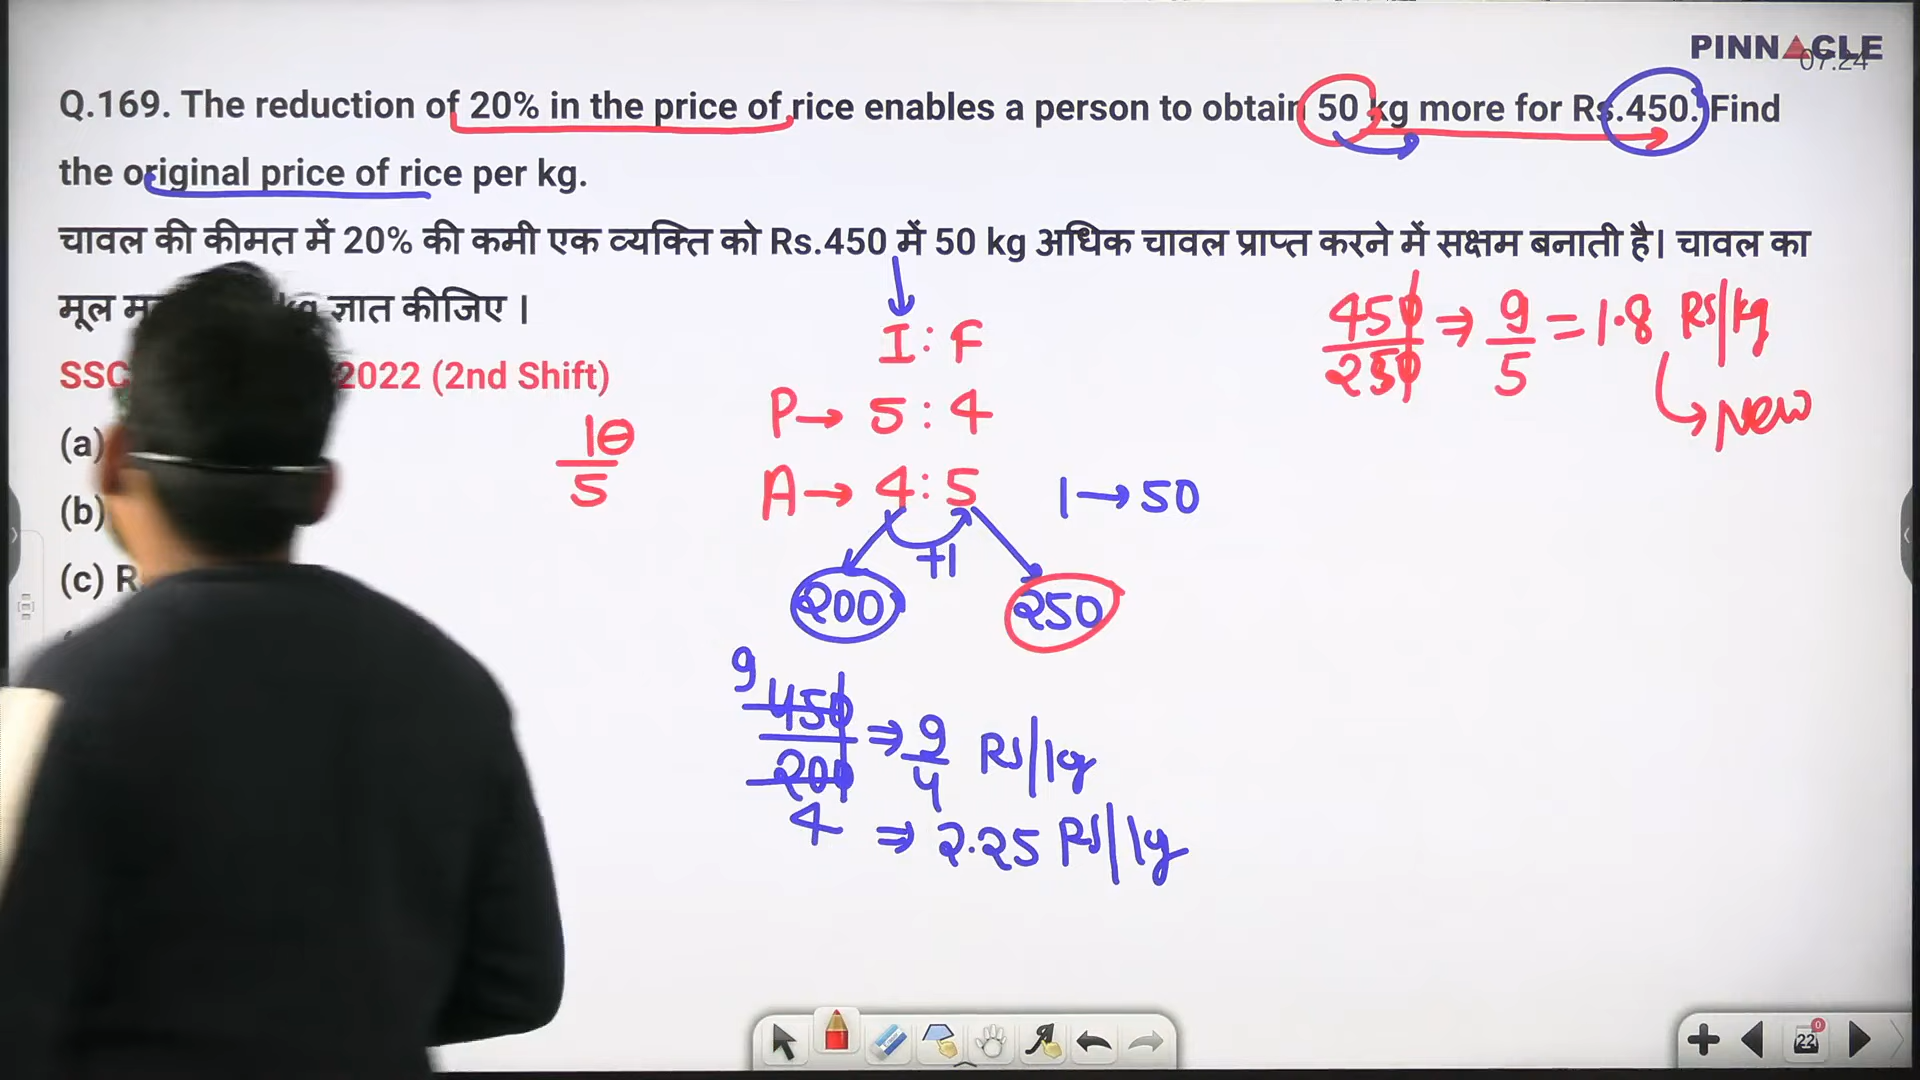 PINNACLE
07:24
Q.169. The reduction of 20% in the price of rice enables a person to obtain 50 kg more for Rs.450. Find
the original price of rice per kg.
चावल की कीमत में 20% की कमी एक व्यक्ति को Rs.450 में 50 kg अधिक चावल प्राप्त करने में सक्षम बनाती है। चावल का
मूल ज्ञात कीजिए ।
SSC 2022 (2nd Shift)
(a)
(b)
(c) R
10
5
I : F
P → 5 : 4
A → 4 : 5 1 → 50
+1
200 250
9
450
200
4
⇒ 9/4 Rs/kg
⇒ 2.25 Rs/kg
450/250 ⇒ 9/5 = 1.8 Rs/kg
New
22
0